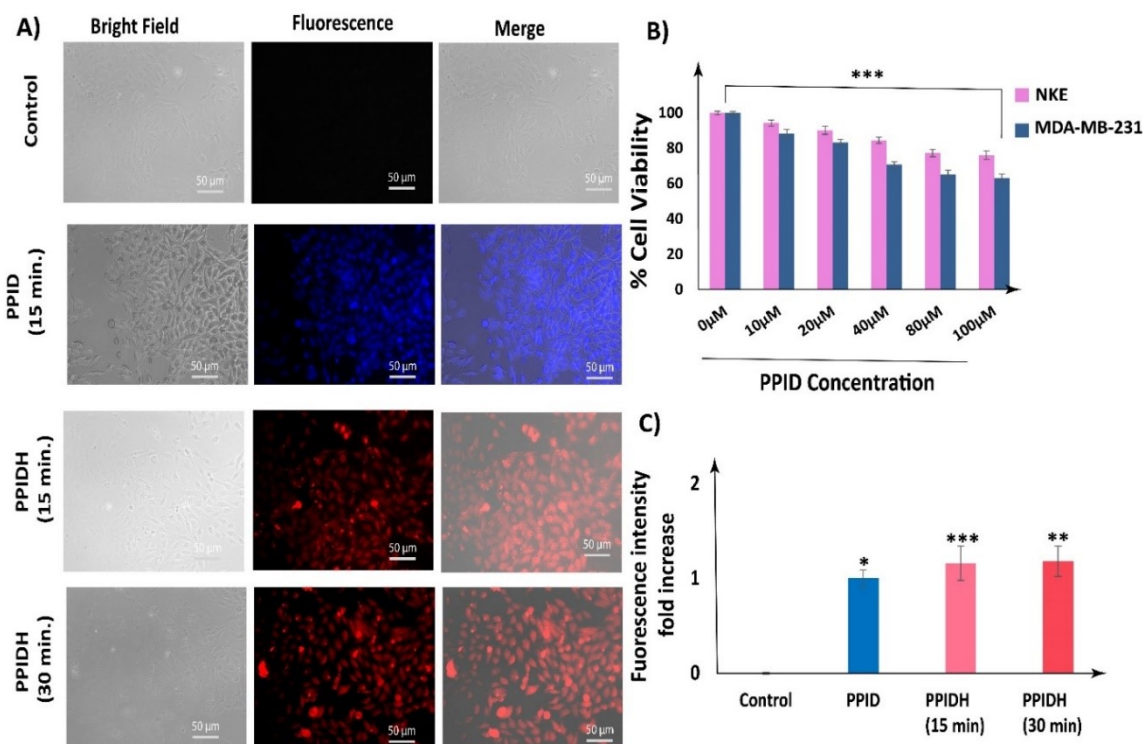 A)
Bright Field
Fluorescence
Merge
Control
50 µm
50 µm
50 µm
PPID
(15 min.)
50 µm
50 µm
50 µm
PPIDH
(15 min.)
50 µm
50 µm
50 µm
PPIDH
(30 min.)
50 µm
50 µm
50 µm
B)
% Cell Viability
100
80
60
40
20
0
***
NKE
MDA-MB-231
0µM
10µM
20µM
40µM
80µM
100µM
PPID Concentration
C)
Fuorescence intensity
fold increase
2
1
0
*
***
**
Control
PPID
PPIDH
(15 min)
PPIDH
(30 min)